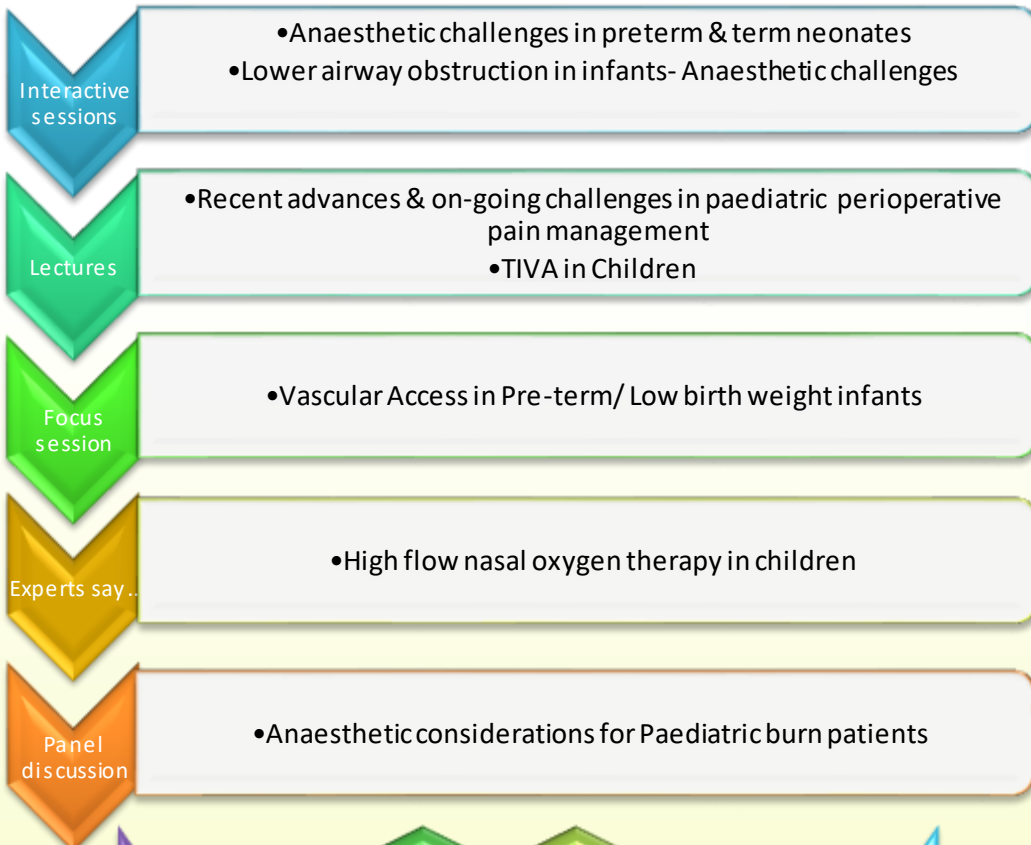 Interactive
sessions
•Anaesthetic challenges in preterm & term neonates
•Lower airway obstruction in infants- Anaesthetic challenges
Lectures
•Recent advances & on-going challenges in paediatric perioperative
pain management
•TIVA in Children
Focus
session
•Vascular Access in Pre-term/ Low birth weight infants
Experts say..
•High flow nasal oxygen therapy in children
Panel
discussion
•Anaesthetic considerations for Paediatric burn patients